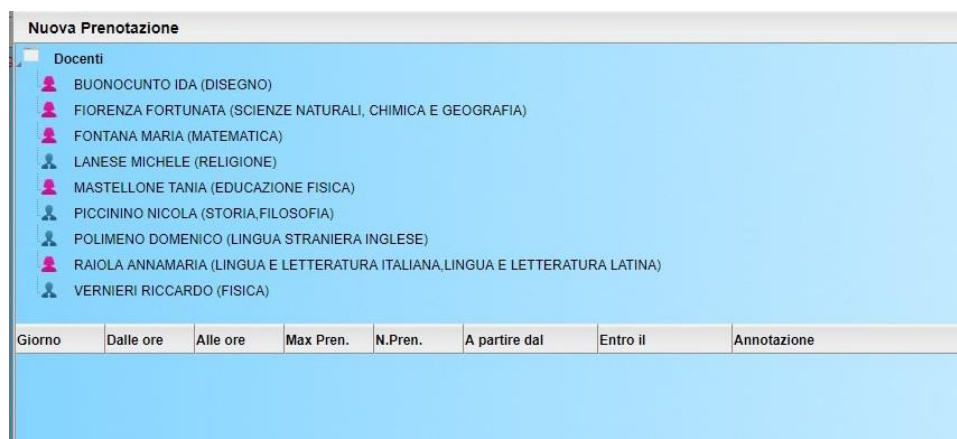 Nuova Prenotazione
Docenti
BUONOCUNTO IDA (DISEGNO)
FIORENZA FORTUNATA (SCIENZE NATURALI, CHIMICA E GEOGRAFIA)
FONTANA MARIA (MATEMATICA)
LANESE MICHELE (RELIGIONE)
MASTELLONE TANIA (EDUCAZIONE FISICA)
PICCININO NICOLA (STORIA,FILOSOFIA)
POLIMENO DOMENICO (LINGUA STRANIERA INGLESE)
RAIOLA ANNAMARIA (LINGUA E LETTERATURA ITALIANA,LINGUA E LETTERATURA LATINA)
VERNIERI RICCARDO (FISICA)
Giorno Dalle ore Alle ore Max Pren. N.Pren. A partire dal Entro il Annotazione